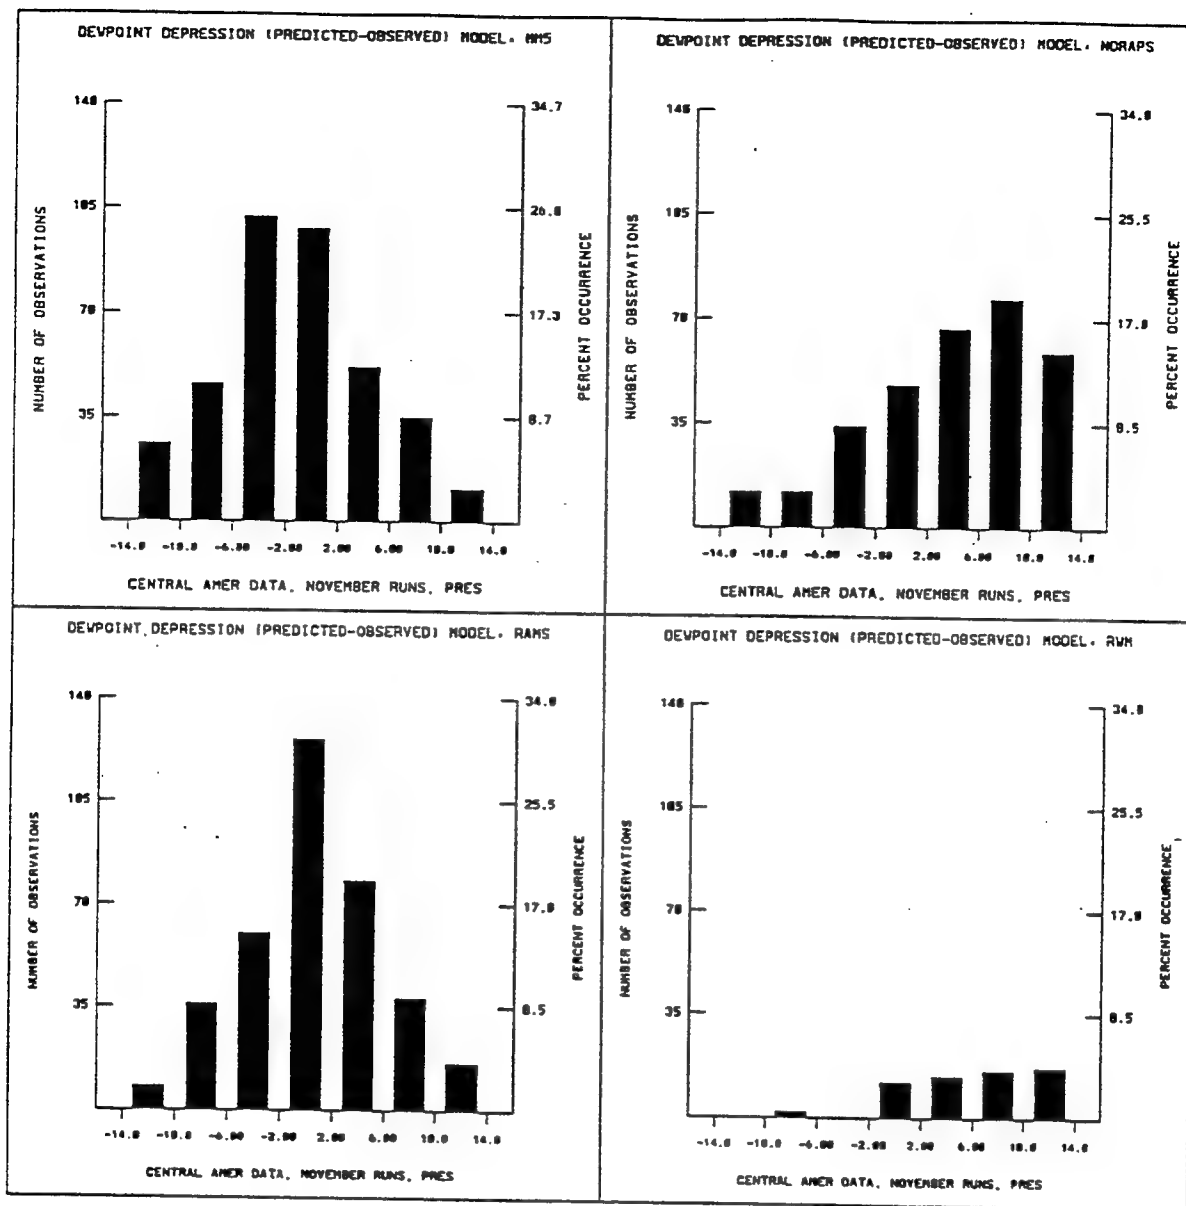 DEWPOINT DEPRESSION (PREDICTED-OBSERVED) MODEL. MM5
140
105
70
35
NUMBER OF OBSERVATIONS
34.7
26.0
17.3
8.7
PERCENT OCCURRENCE
-14.0 -10.0 -6.00 -2.00 2.00 6.00 10.0 14.0
CENTRAL AMER DATA. NOVEMBER RUNS. PRES
DEWPOINT DEPRESSION (PREDICTED-OBSERVED) MODEL. NORAPS
140
105
70
35
NUMBER OF OBSERVATIONS
34.0
25.5
17.0
8.5
PERCENT OCCURRENCE
-14.0 -10.0 -6.00 -2.00 2.00 6.00 10.0 14.0
CENTRAL AMER DATA. NOVEMBER RUNS. PRES
DEWPOINT DEPRESSION (PREDICTED-OBSERVED) MODEL. RAMS
140
105
70
35
NUMBER OF OBSERVATIONS
34.0
25.5
17.0
8.5
PERCENT OCCURRENCE
-14.0 -10.0 -6.00 -2.00 2.00 6.00 10.0 14.0
CENTRAL AMER DATA. NOVEMBER RUNS. PRES
DEWPOINT DEPRESSION (PREDICTED-OBSERVED) MODEL. RWM
140
105
70
35
NUMBER OF OBSERVATIONS
34.0
25.5
17.0
8.5
PERCENT OCCURRENCE
-14.0 -10.0 -6.00 -2.00 2.00 6.00 10.0 14.0
CENTRAL AMER DATA. NOVEMBER RUNS. PRES